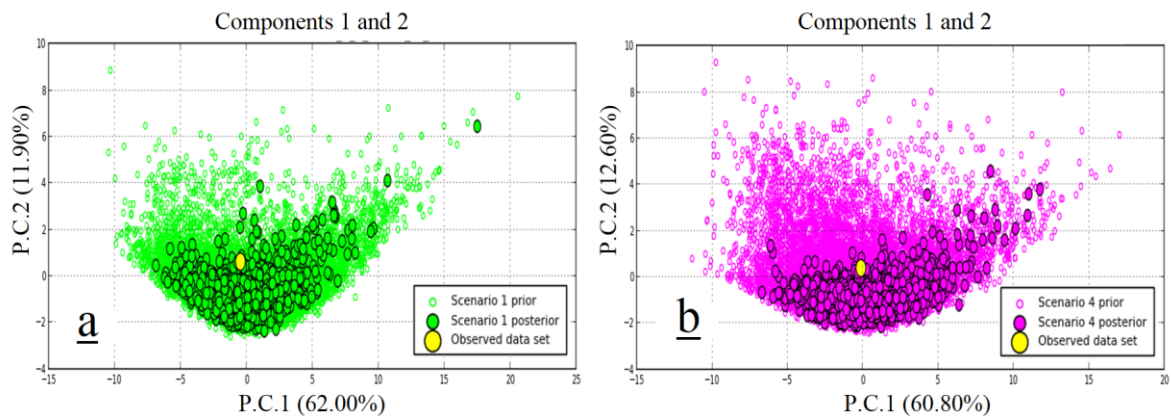 Components 1 and 2
P.C.2 (11.90%)
10
8
6
4
2
0
−2
−4
−15
−10
−5
0
5
10
15
20
25
a
Scenario 1 prior
Scenario 1 posterior
Observed data set
P.C.1 (62.00%)
Components 1 and 2
P.C.2 (12.60%)
10
8
6
4
2
0
−2
−4
−15
−10
−5
0
5
10
15
20
b
Scenario 4 prior
Scenario 4 posterior
Observed data set
P.C.1 (60.80%)